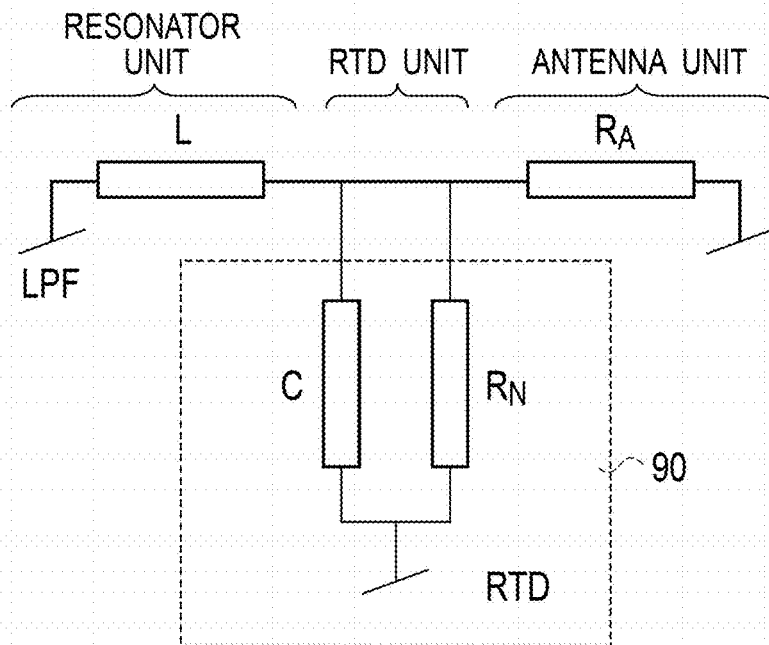 RESONATOR
UNIT
RTD UNIT
ANTENNA UNIT
L
RA
LPF
C
RN
90
RTD